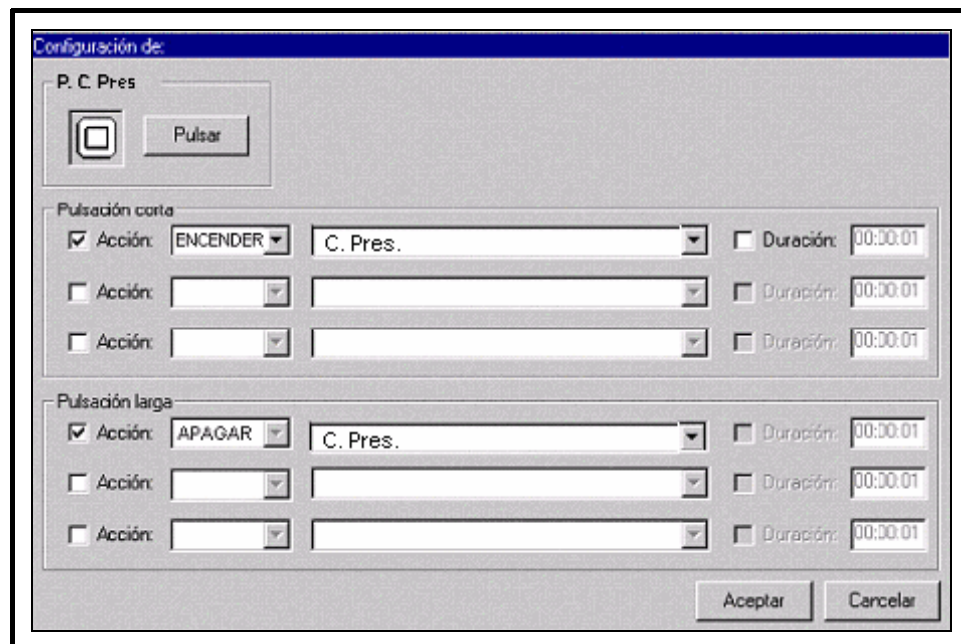 Configuración de:
P. C. Pres
Pulsar
Pulsación corta
Acción: ENCENDER C. Pres. Duración: 00:00:01
Acción: Duración: 00:00:01
Acción: Duración: 00:00:01
Pulsación larga
Acción: APAGAR C. Pres. Duración: 00:00:01
Acción: Duración: 00:00:01
Acción: Duración: 00:00:01
Aceptar Cancelar